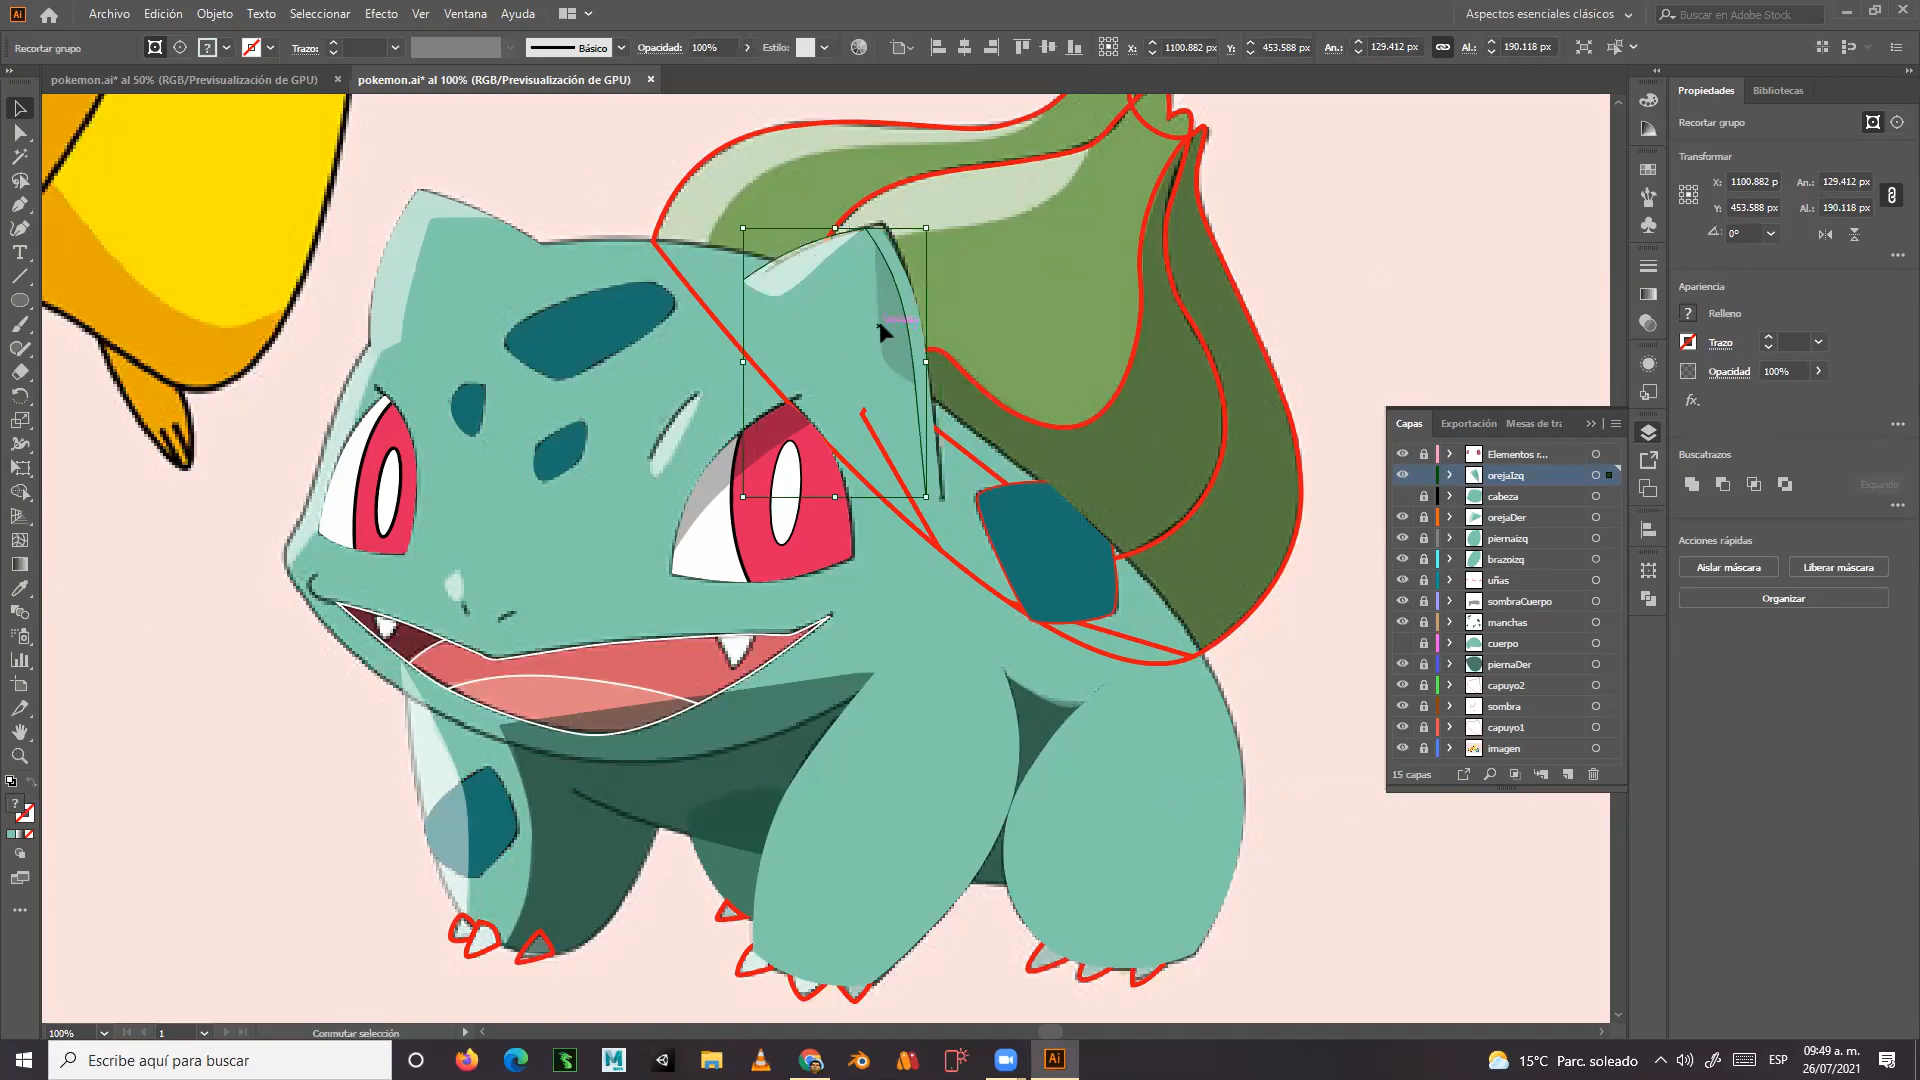 Ai
Archivo Edición Objeto Texto Seleccionar Efecto Ver Ventana Ayuda
Aspectos esenciales clásicos
Buscar en Adobe Stock
Recortar grupo
Trazo:
Básico
Opacidad: 100%
Estilo:
X: 1100.882 px
Y: 453.588 px
An.: 129.412 px
Al.: 190.118 px
pokemon.ai* al 50% (RGB/Previsualización de GPU)
pokemon.ai* al 100% (RGB/Previsualización de GPU)
Propiedades Bibliotecas
Recortar grupo
Transformar
X: 1100.882 p An.: 129.412 px
Y: 453.588 px Al.: 190.118 px
0°
Apariencia
Relleno
Trazo
Opacidad 100%
fx.
Buscatrazos
Expandir
Acciones rápidas
Aislar máscara Liberar máscara
Organizar
Capas Exportación Mesas de tra
Elementos r...
orejaIzq
cabeza
orejaDer
piernaizq
brazoizq
uñas
sombraCuerpo
manchas
cuerpo
piernaDer
capuyo2
sombra
capuyo1
imagen
15 capas
100% 1 Conmutar selección
Escribe aquí para buscar
Ai
15°C Parc. soleado
ESP
09:49 a. m.
26/07/2021